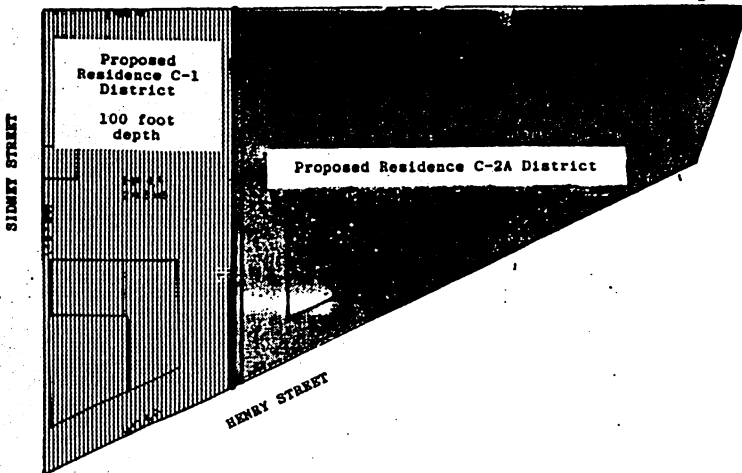 Proposed
Residence C-1
District
100 foot
depth
SIDNEY STREET
Proposed Residence C-2A District
HENRY STREET